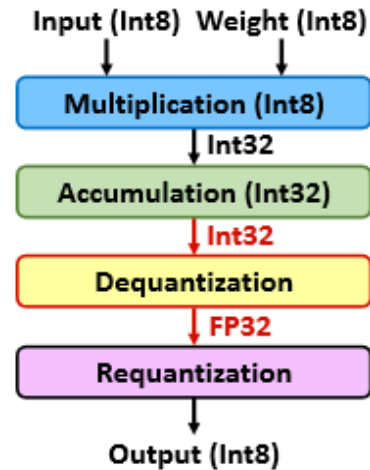 Input (Int8) Weight (Int8)
Multiplication (Int8)
Int32
Accumulation (Int32)
Int32
Dequantization
FP32
Requantization
Output (Int8)